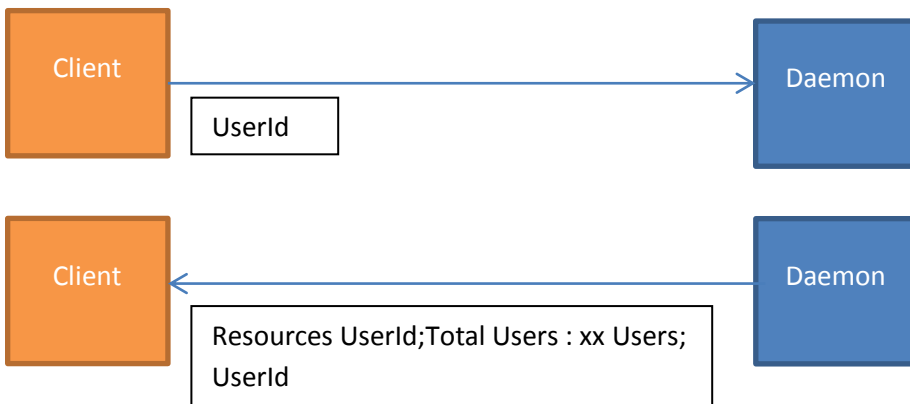 Client
Daemon
UserId
Client
Daemon
Resources UserId;Total Users : xx Users;
UserId